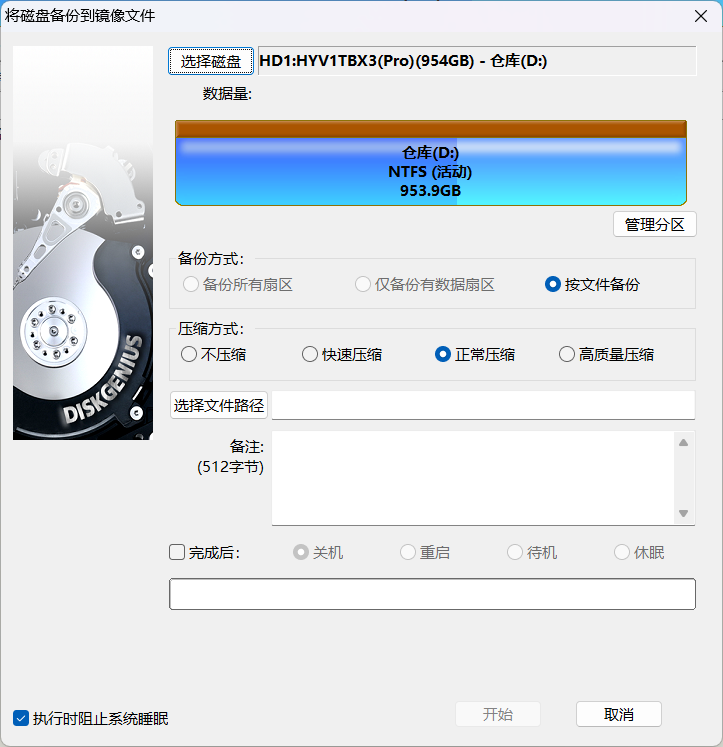 将磁盘备份到镜像文件
选择磁盘 HD1:HYV1TBX3(Pro)(954GB) - 仓库(D:)
数据量:
仓库(D:)
NTFS (活动)
953.9GB
管理分区
备份方式:
备份所有扇区 仅备份有数据扇区 按文件备份
压缩方式:
不压缩 快速压缩 正常压缩 高质量压缩
选择文件路径
备注:
(512字节)
完成后: 关机 重启 待机 休眠
执行时阻止系统睡眠 开始 取消
DISKGENIUS